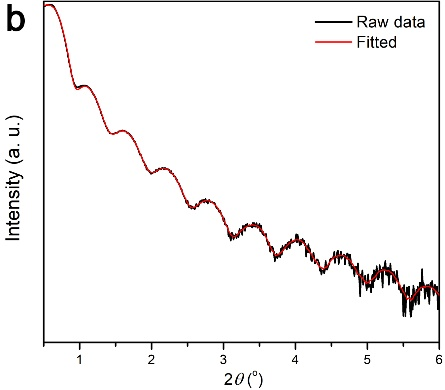 b
Raw data
Fitted
Intensity (a. u.)
1 2 3 4 5 6
2θ (°)